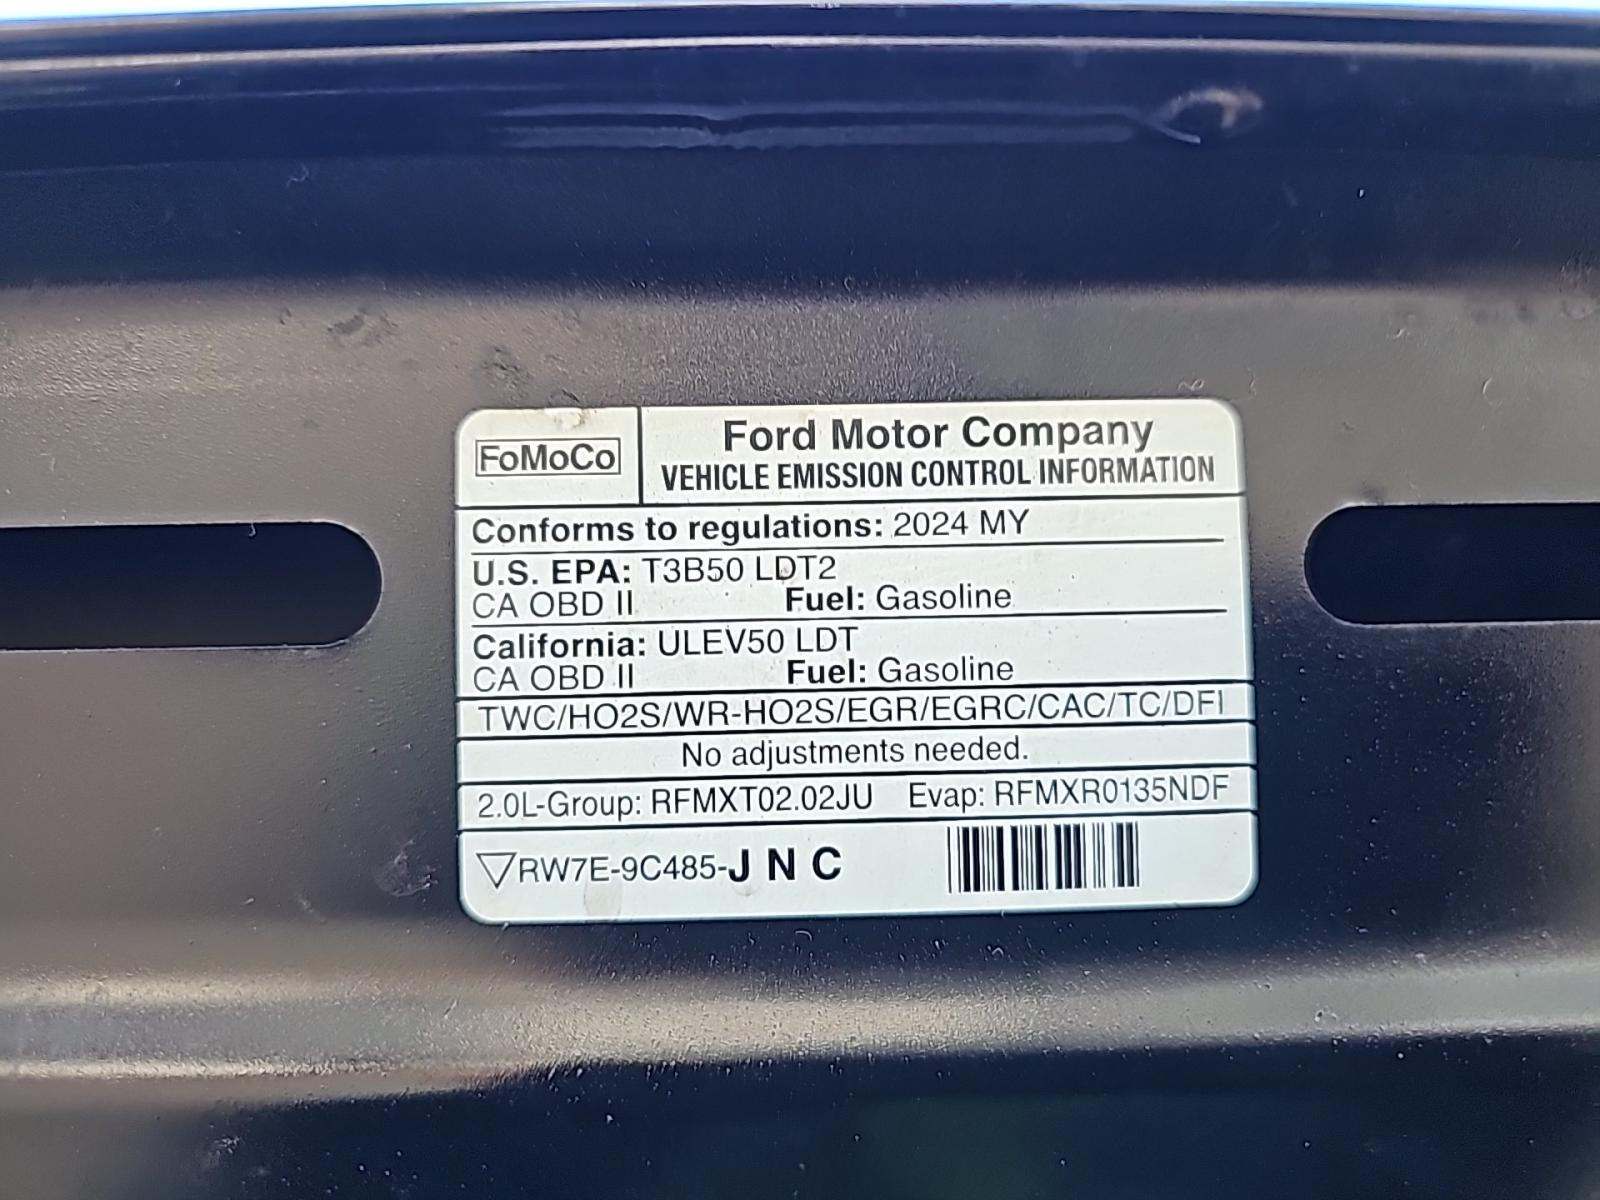 FoMoCo
Ford Motor Company
VEHICLE EMISSION CONTROL INFORMATION
Conforms to regulations: 2024 MY
U.S. EPA: T3B50 LDT2
CA OBD II Fuel: Gasoline
California: ULEV50 LDT
CA OBD II Fuel: Gasoline
TWC/HO2S/WR-HO2S/EGR/EGRC/CAC/TC/DFI
No adjustments needed.
2.0L-Group: RFMXT02.02JU Evap: RFMXR0135NDF
▽RW7E-9C485-J N C